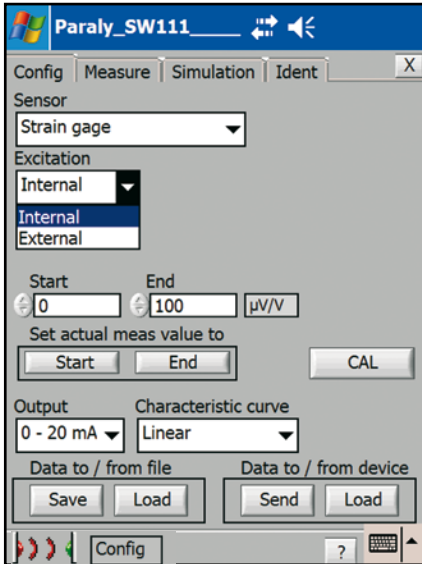 Paraly_SW111____
Config Measure Simulation Ident X
Sensor
Strain gage
Excitation
Internal
Internal
External
Start End
0 100 µV/V
Set actual meas value to
Start End CAL
Output Characteristic curve
0 - 20 mA Linear
Data to / from file Data to / from device
Save Load Send Load
Config ?